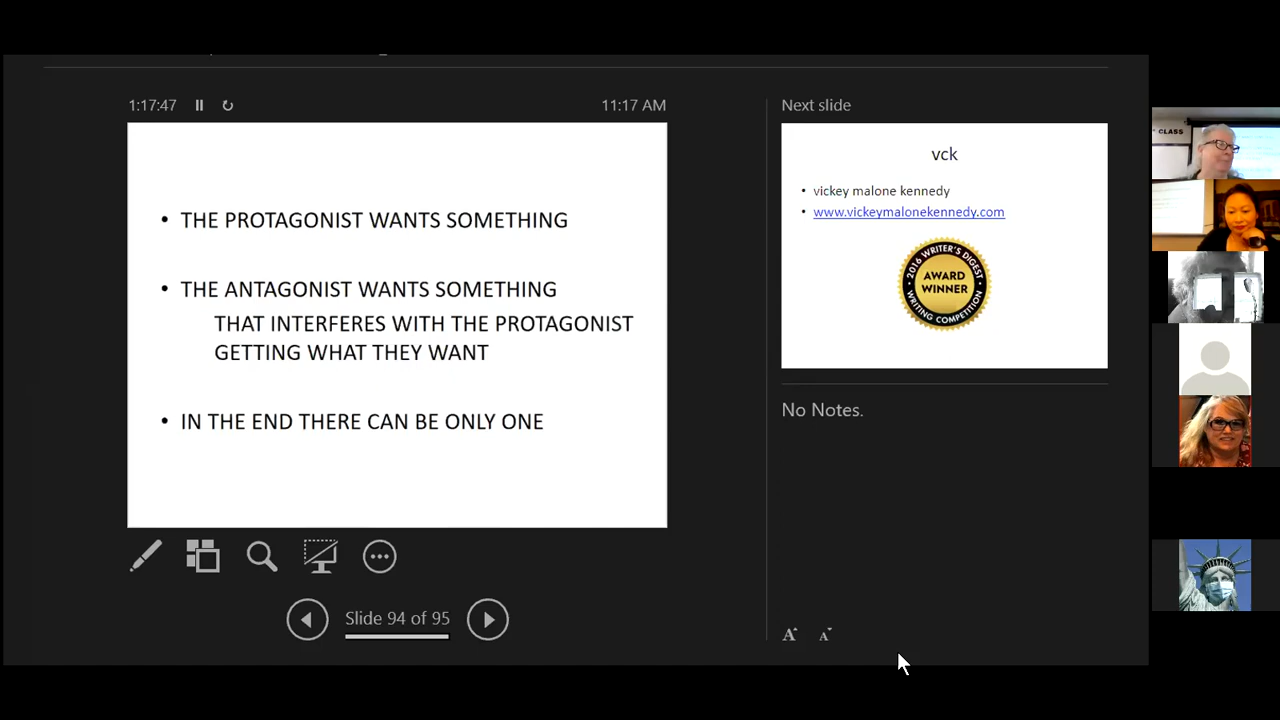 1:17:47
11:17 AM
• THE PROTAGONIST WANTS SOMETHING
• THE ANTAGONIST WANTS SOMETHING
THAT INTERFERES WITH THE PROTAGONIST
GETTING WHAT THEY WANT
• IN THE END THERE CAN BE ONLY ONE
Slide 94 of 95
Next slide
vck
• vickey malone kennedy
• www.vickeymalonekennedy.com
2016 WRITER'S DIGEST
AWARD
WINNER
WRITING COMPETITION
No Notes.
A A
CLASS